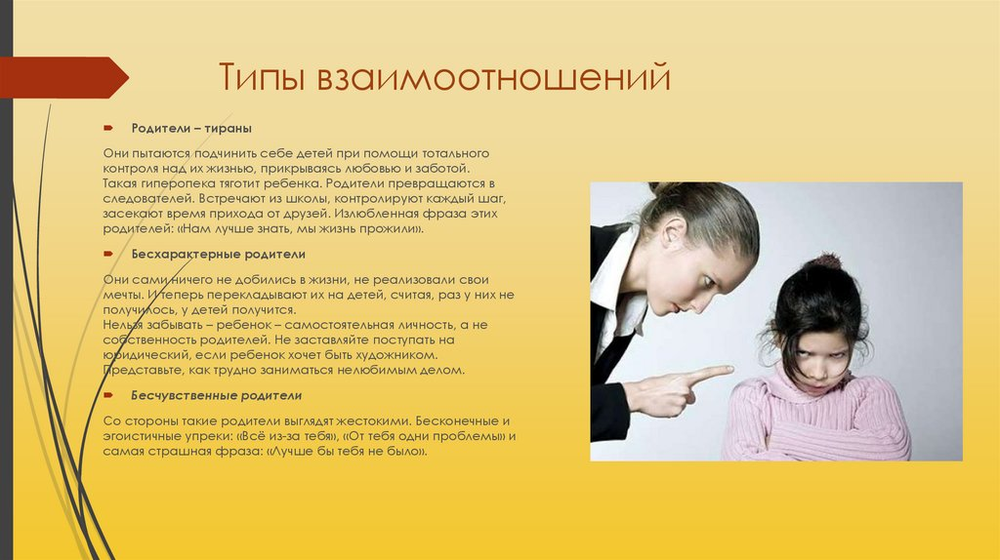 Типы взаимоотношений
Родители – тираны
Они пытаются подчинить себе детей при помощи тотального
контроля над их жизнью, прикрываясь любовью и заботой.
Такая гиперопека тяготит ребенка. Родители превращаются в
следователей. Встречают из школы, контролируют каждый шаг,
засекают время прихода от друзей. Излюбленная фраза этих
родителей: «Нам лучше знать, мы жизнь прожили».
Бесхарактерные родители
Они сами ничего не добились в жизни, не реализовали свои
мечты. И теперь перекладывают их на детей, считая, раз у них не
получилось, у детей получится.
Нельзя забывать – ребенок – самостоятельная личность, а не
собственность родителей. Не заставляйте поступать на
юридический, если ребенок хочет быть художником.
Представьте, как трудно заниматься нелюбимым делом.
Бесчувственные родители
Со стороны такие родители выглядят жестокими. Бесконечные и
эгоистичные упреки: «Всё из-за тебя», «От тебя одни проблемы» и
самая страшная фраза: «Лучше бы тебя не было».